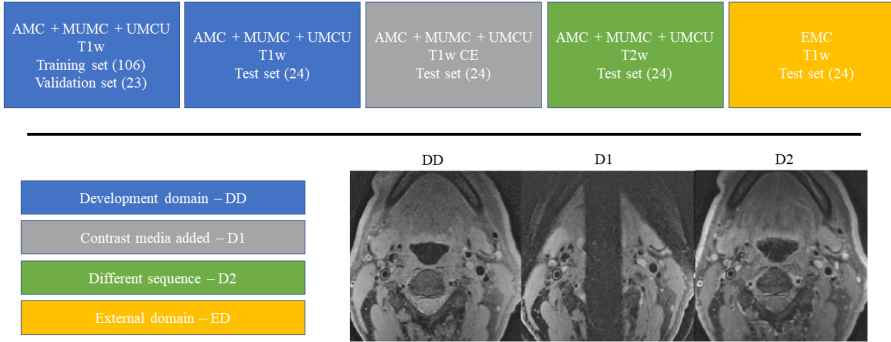 AMC + MUMC + UMCU
T1w
Training set (106)
Validation set (23)
AMC + MUMC + UMCU
T1w
Test set (24)
AMC + MUMC + UMCU
T1w CE
Test set (24)
AMC + MUMC + UMCU
T2w
Test set (24)
EMC
T1w
Test set (24)
Development domain – DD
Contrast media added – D1
Different sequence – D2
External domain – ED
DD
D1
D2